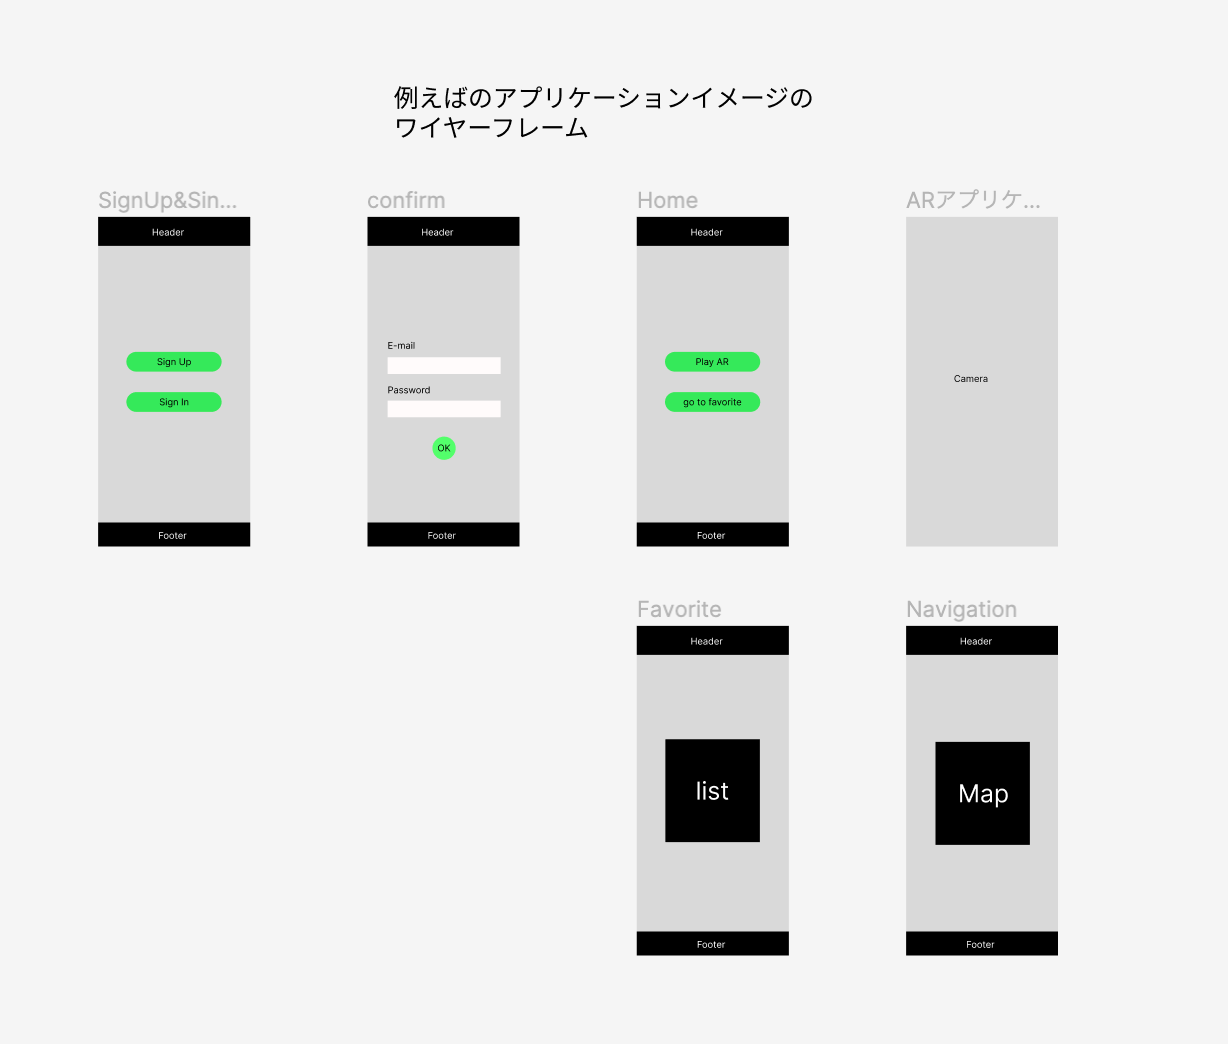 例えばのアプリケーションイメージの
ワイヤーフレーム
SignUp&Sin...
Header
Sign Up
Sign In
Footer
confirm
Header
E-mail
Password
OK
Footer
Home
Header
Play AR
go to favorite
Footer
ARアプリケ...
Camera
Favorite
Header
list
Footer
Navigation
Header
Map
Footer